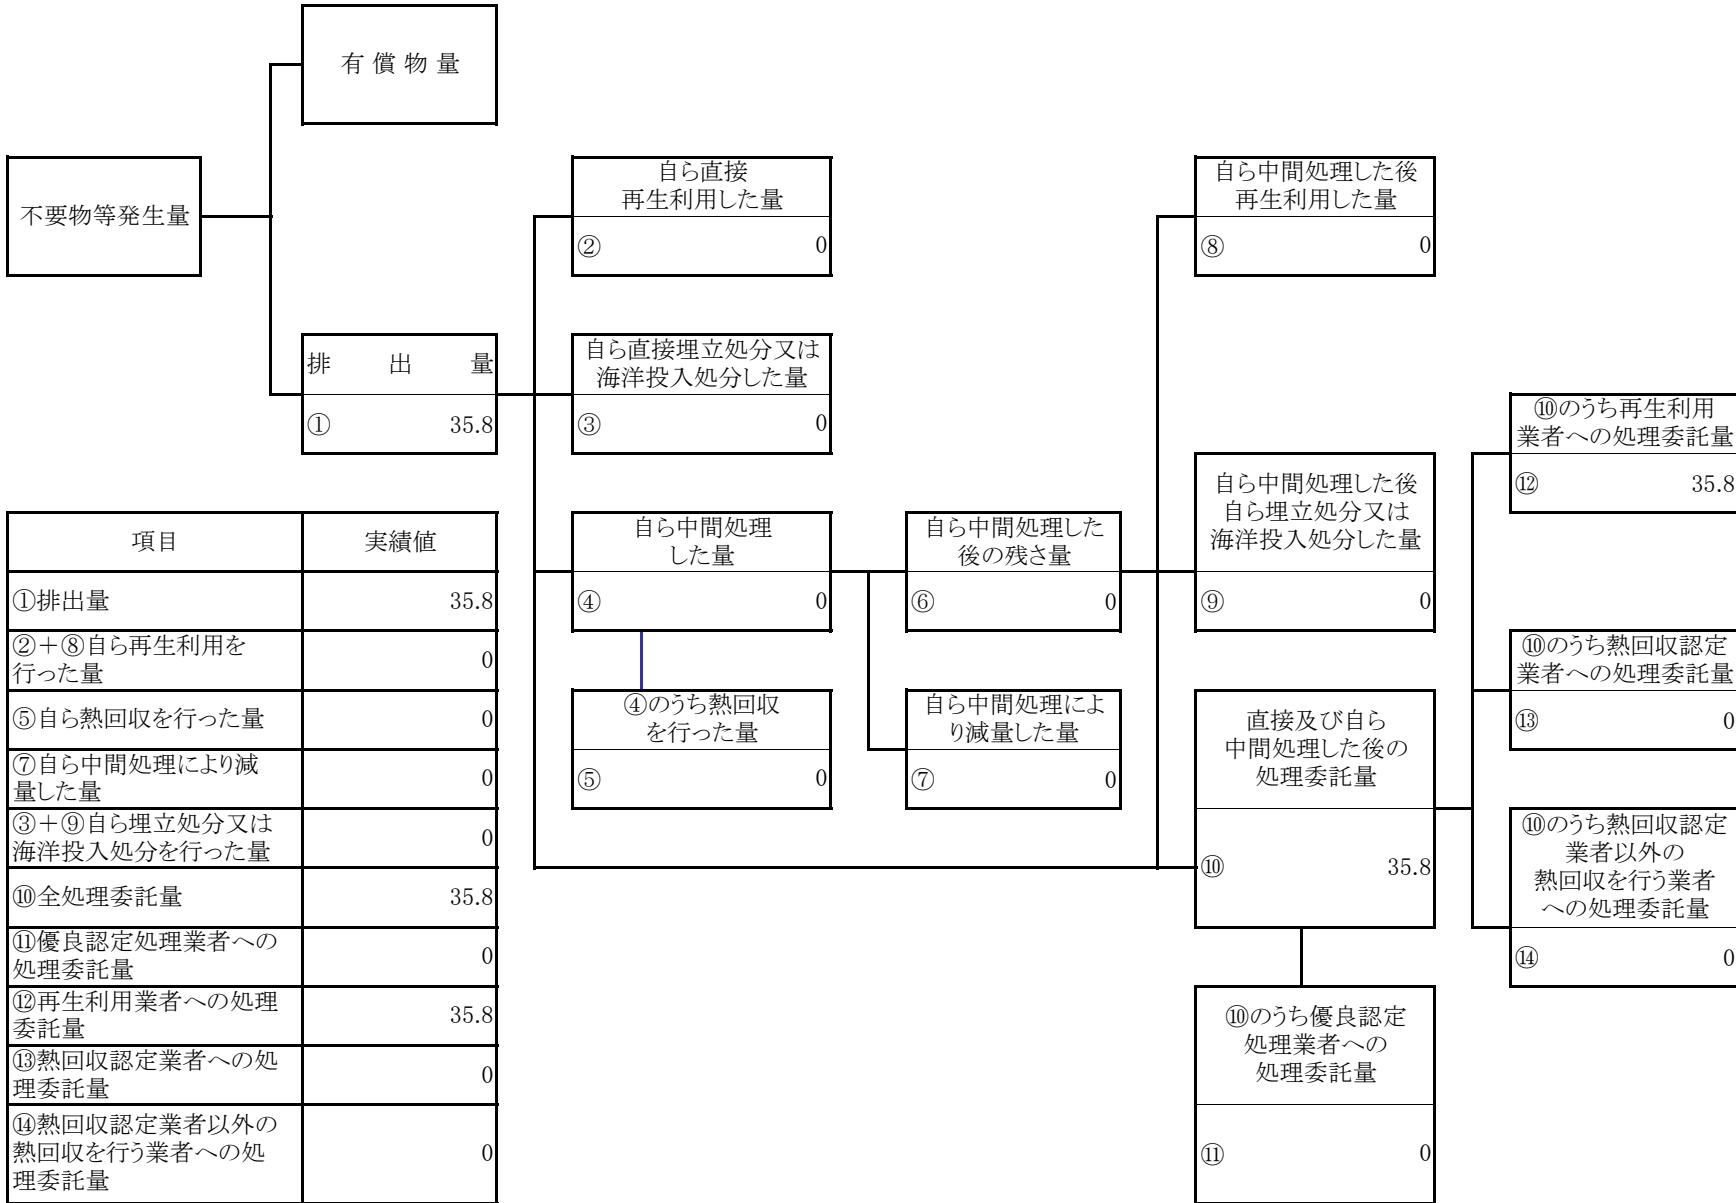 有償物量
不要物等発生量
自ら直接
再生利用した量
② 0
自ら中間処理した後
再生利用した量
⑧ 0
排出量
① 35.8
自ら直接埋立処分又は
海洋投入処分した量
③ 0
⑩のうち再生利用
業者への処理委託量
⑫ 35.8
自ら中間処理
した量
④ 0
自ら中間処理した
後の残さ量
⑥ 0
自ら中間処理した後
自ら埋立処分又は
海洋投入処分した量
⑨ 0
④のうち熱回収
を行った量
⑤ 0
自ら中間処理によ
り減量した量
⑦ 0
直接及び自ら
中間処理した後の
処理委託量
⑩ 35.8
⑩のうち熱回収認定
業者への処理委託量
⑬ 0
⑩のうち熱回収認定
業者以外の
熱回収を行う業者
への処理委託量
⑭ 0
⑩のうち優良認定
処理業者への
処理委託量
⑪ 0
項目 実績値
①排出量 35.8
②+⑧自ら再生利用を
行った量 0
⑤自ら熱回収を行った量 0
⑦自ら中間処理により減
量した量 0
③+⑨自ら埋立処分又は
海洋投入処分を行った量 0
⑩全処理委託量 35.8
⑪優良認定処理業者への
処理委託量 0
⑫再生利用業者への処理
委託量 35.8
⑬熱回収認定業者への処
理委託量 0
⑭熱回収認定業者以外の
熱回収を行う業者への処
理委託量 0